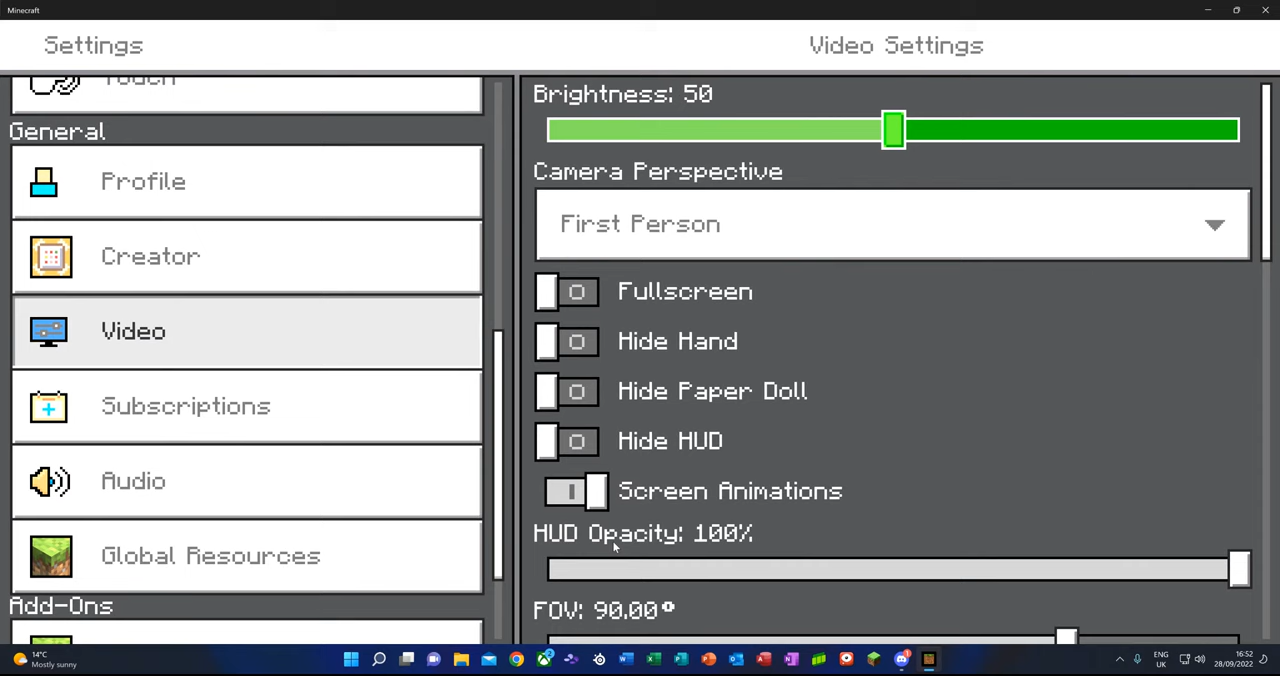 Minecraft
Settings
Video Settings
Touch
General
Profile
Creator
Video
Subscriptions
Audio
Global Resources
Add-Ons
Brightness: 50
Camera Perspective
First Person
Fullscreen
Hide Hand
Hide Paper Doll
Hide HUD
Screen Animations
HUD Opacity: 100%
FOV: 90.00°
14°C
Mostly sunny
ENG
UK
16:52
28/09/2022